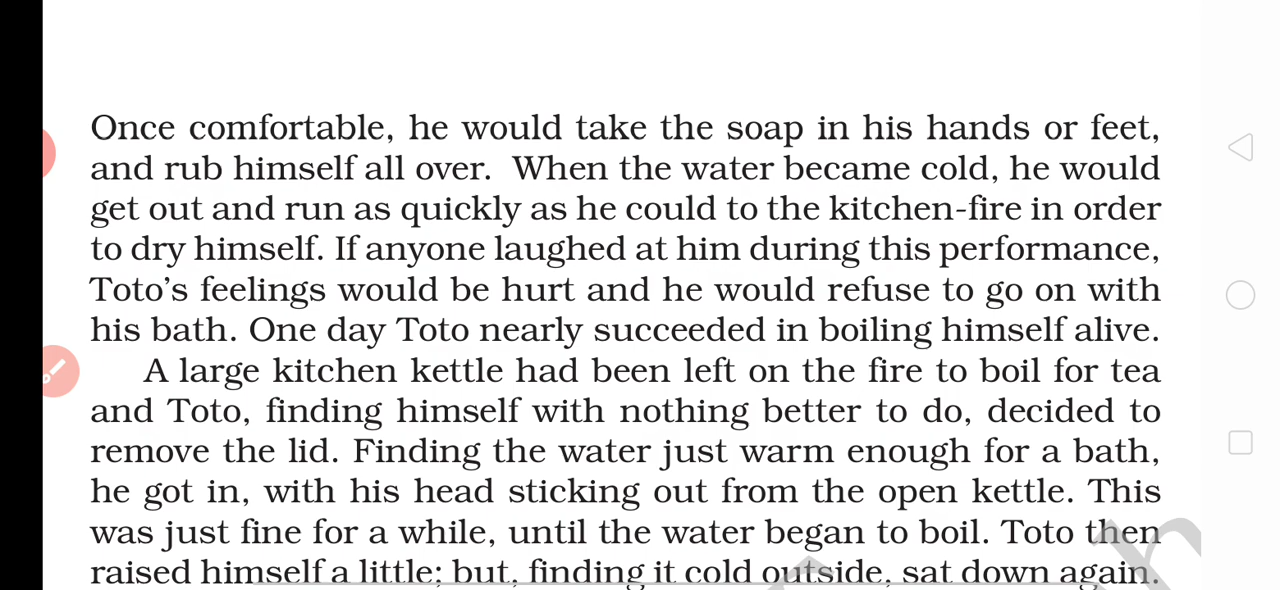 Once comfortable, he would take the soap in his hands or feet,
and rub himself all over.  When the water became cold, he would
get out and run as quickly as he could to the kitchen-fire in order
to dry himself. If anyone laughed at him during this performance,
Toto’s feelings would be hurt and he would refuse to go on with
his bath. One day Toto nearly succeeded in boiling himself alive.
A large kitchen kettle had been left on the fire to boil for tea
and Toto, finding himself with nothing better to do, decided to
remove the lid. Finding the water just warm enough for a bath,
he got in, with his head sticking out from the open kettle. This
was just fine for a while, until the water began to boil. Toto then
raised himself a little; but, finding it cold outside, sat down again.